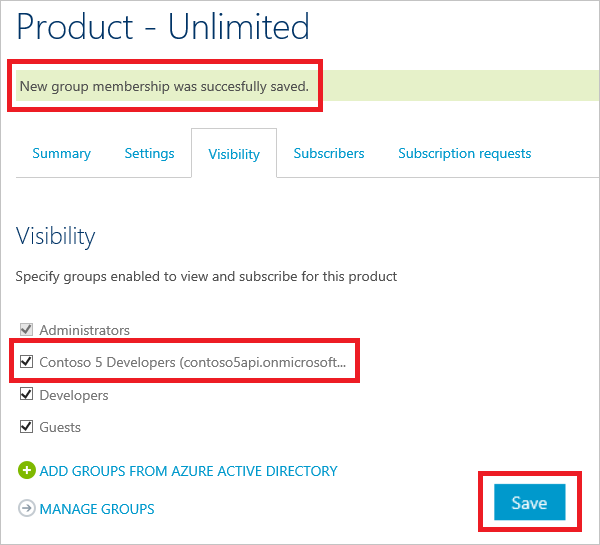 Product - Unlimited
New group membership was succesfully saved.
Summary Settings Visibility Subscribers Subscription requests
Visibility
Specify groups enabled to view and subscribe for this product
Administrators
Contoso 5 Developers (contoso5api.onmicrosoft...
Developers
Guests
ADD GROUPS FROM AZURE ACTIVE DIRECTORY
MANAGE GROUPS
Save